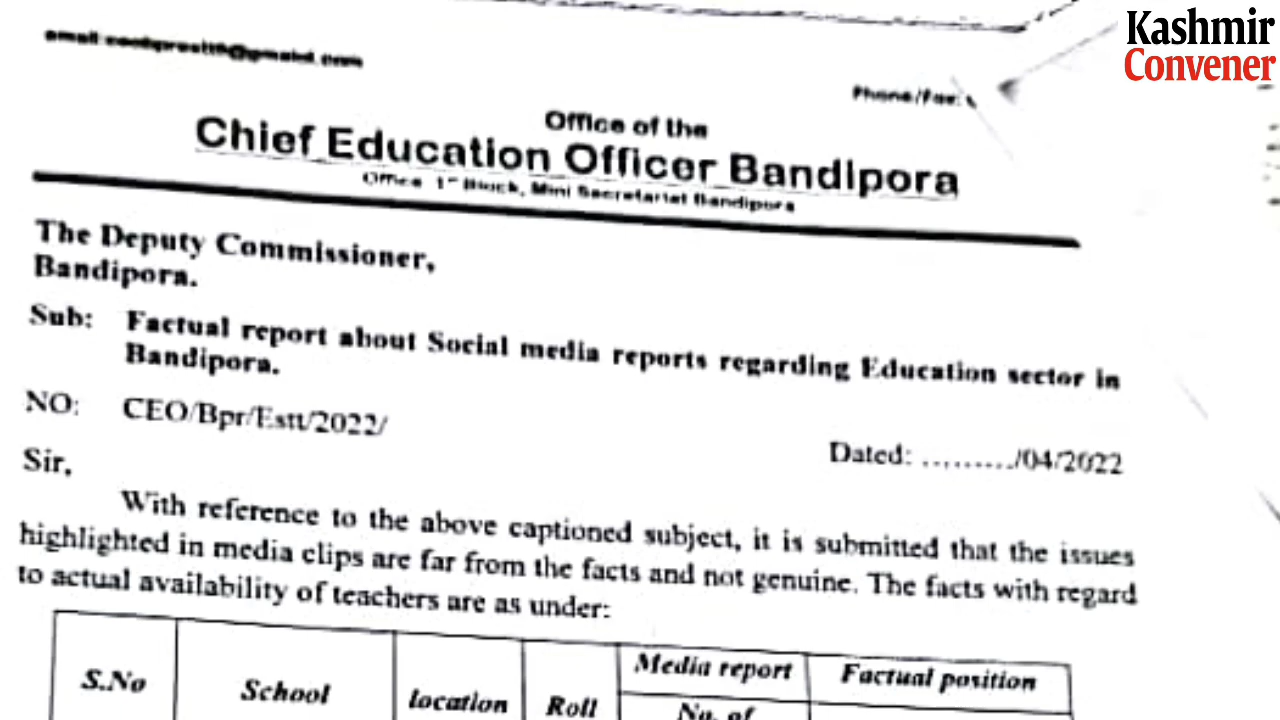 Kashmir
Convener
Phone/Fax:
Office of the
Chief Education Officer Bandipora
Office 1st Block, Mini Secretariat Bandipora
The Deputy Commissioner,
Bandipora.
Sub: Factual report about Social media reports regarding Education sector in
Bandipora.
NO: CEO/Bpr/Estt/2022/
Dated: ........./04/2022
Sir,
With reference to the above captioned subject, it is submitted that the issues
highlighted in media clips are far from the facts and not genuine. The facts with regard
to actual availability of teachers are as under:
S.No School location Roll Media report Factual position
No. of